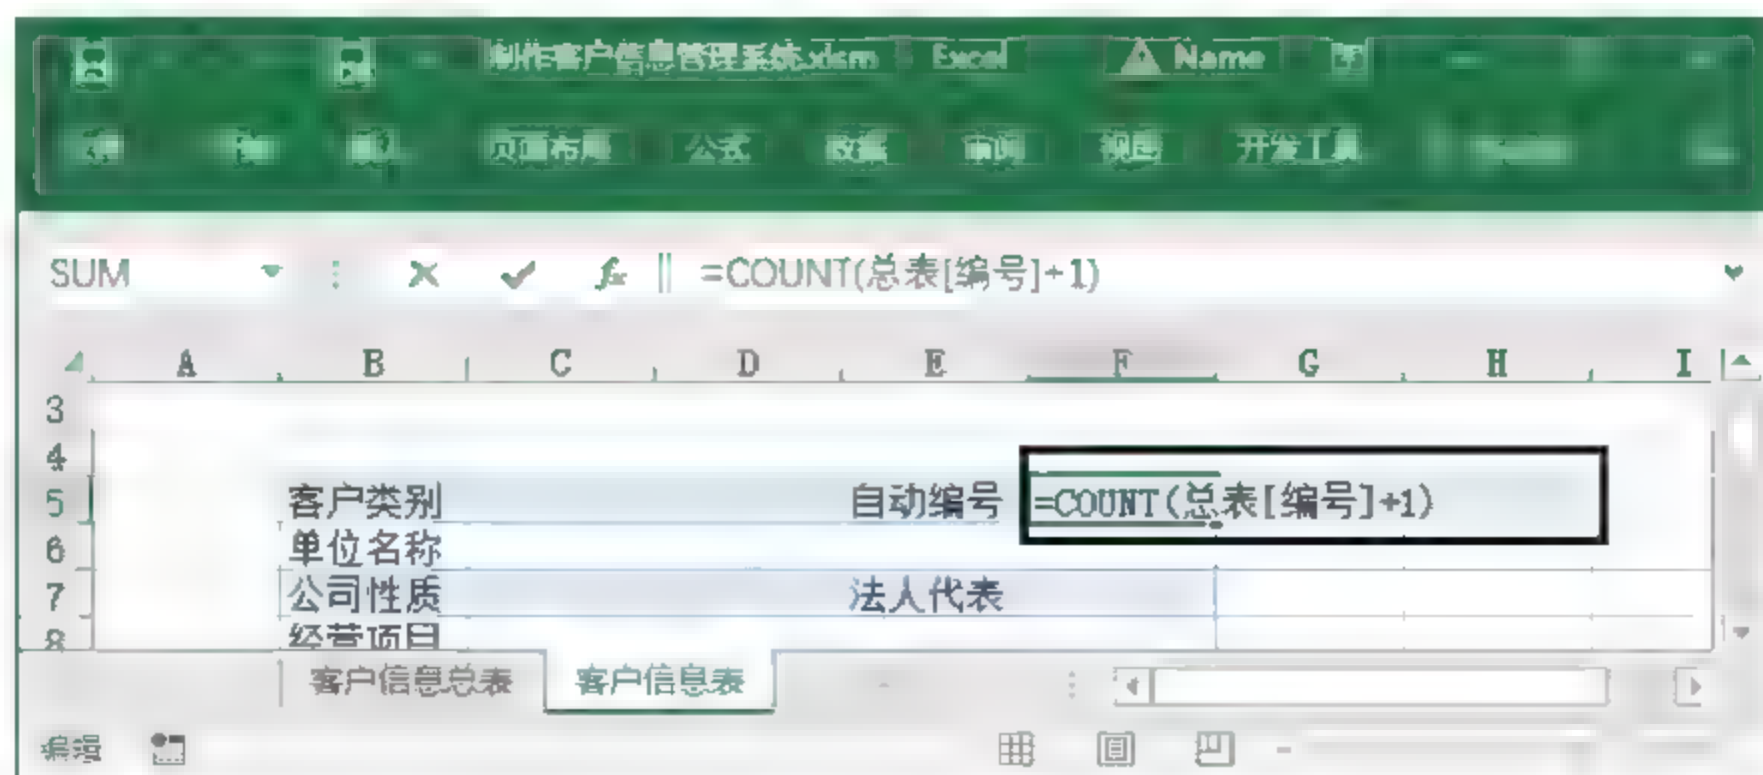 制作客户信息管理系统.xlsm Excel Name
页面布局 公式 数据 审阅 视图 开发工具
SUM fx =COUNT(总表[编号]+1)
A B C D E F G H I
3
4
5 客户类别 自动编号 =COUNT(总表[编号]+1)
6 单位名称
7 公司性质 法人代表
8 经营项目
客户信息总表 客户信息表
编辑